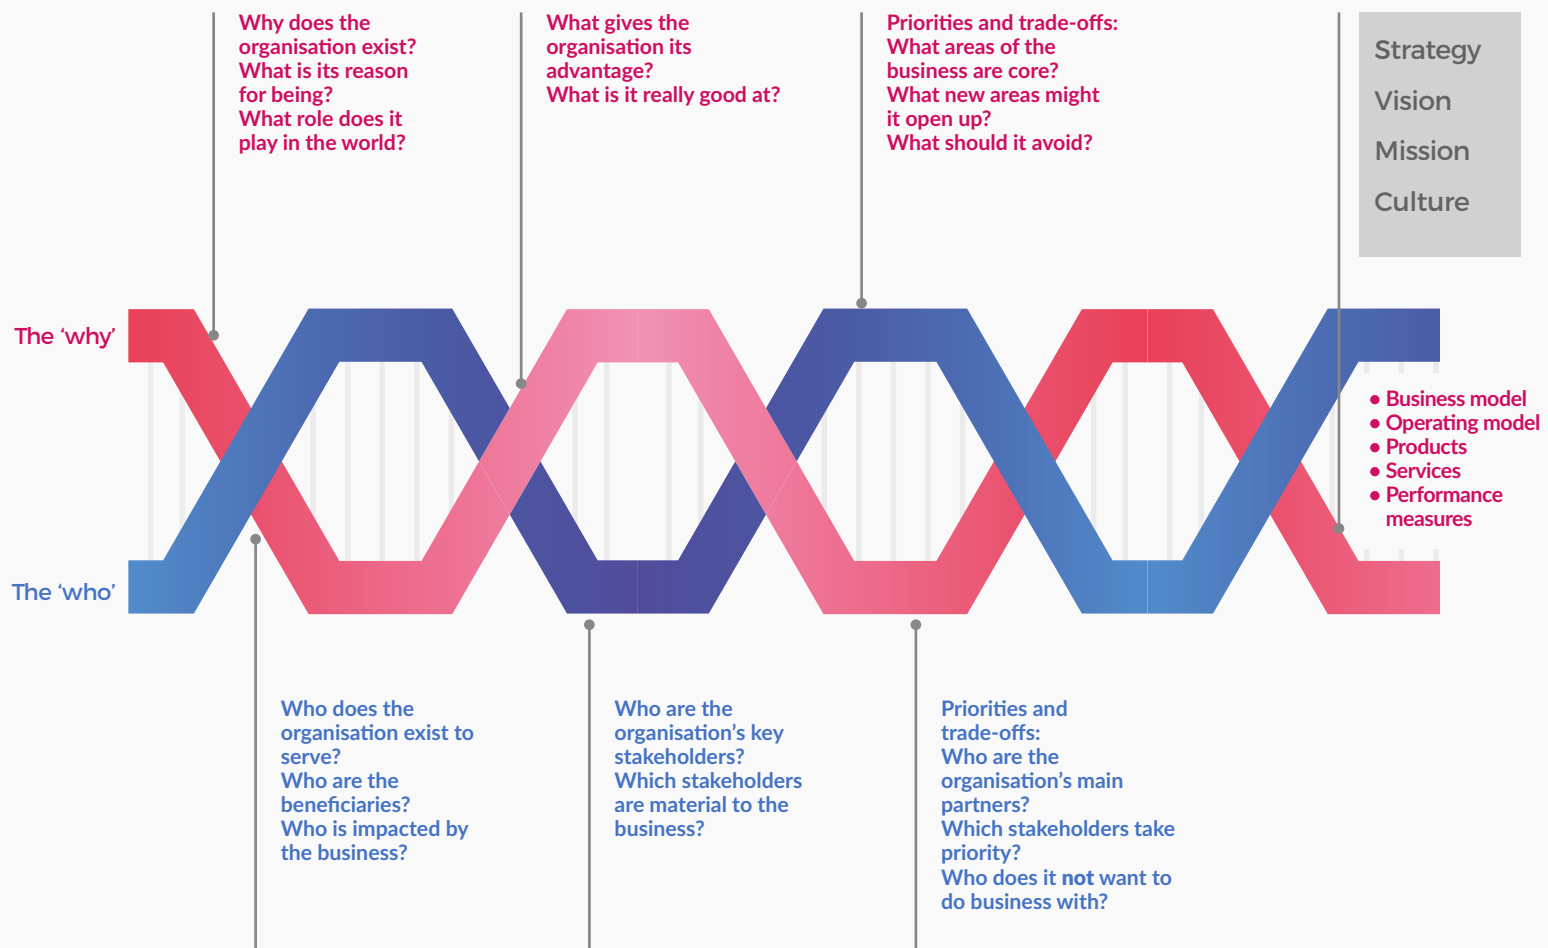 Why does the
organisation exist?
What is its reason
for being?
What role does it
play in the world?
What gives the
organisation its
advantage?
What is it really good at?
Priorities and trade-offs:
What areas of the
business are core?
What new areas might
it open up?
What should it avoid?
Strategy
Vision
Mission
Culture
The ‘why’
• Business model
• Operating model
• Products
• Services
• Performance
measures
The ‘who’
Who does the
organisation exist to
serve?
Who are the
beneficiaries?
Who is impacted by
the business?
Who are the
organisation’s key
stakeholders?
Which stakeholders
are material to the
business?
Priorities and
trade-offs:
Who are the
organisation’s main
partners?
Which stakeholders take
priority?
Who does it not want to
do business with?